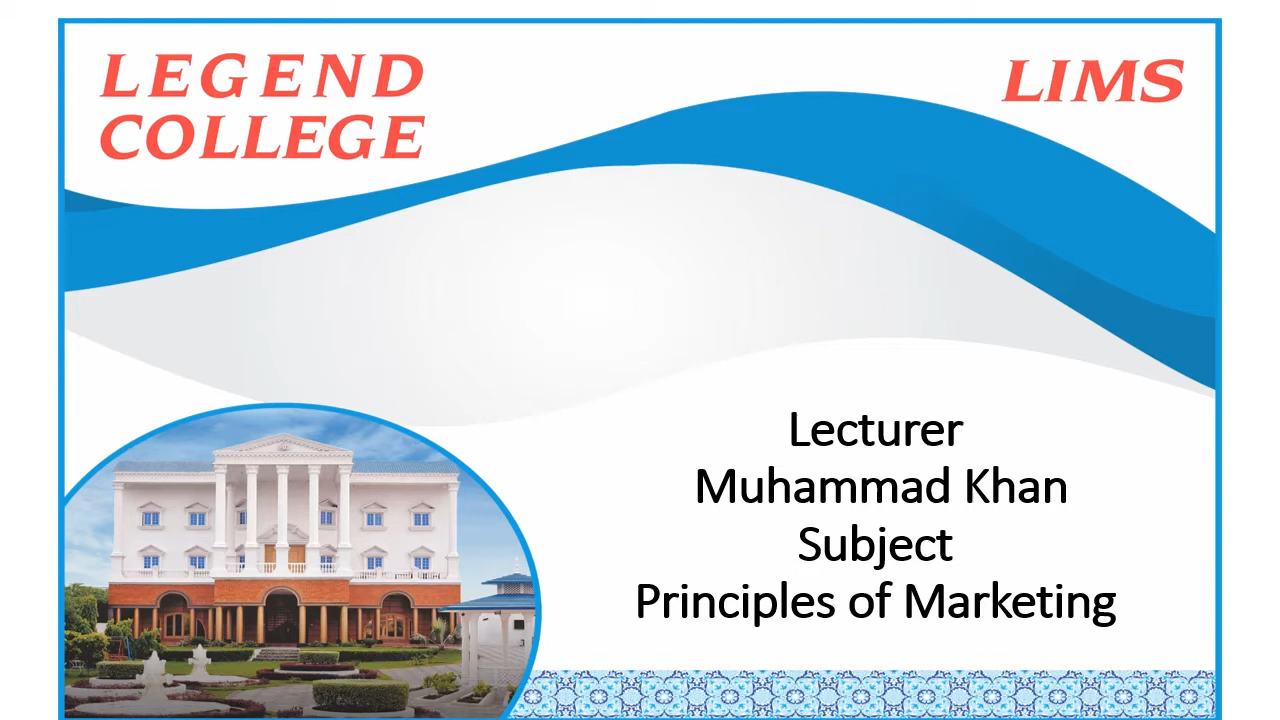 LEGEND
COLLEGE
LIMS
Lecturer
Muhammad Khan
Subject
Principles of Marketing